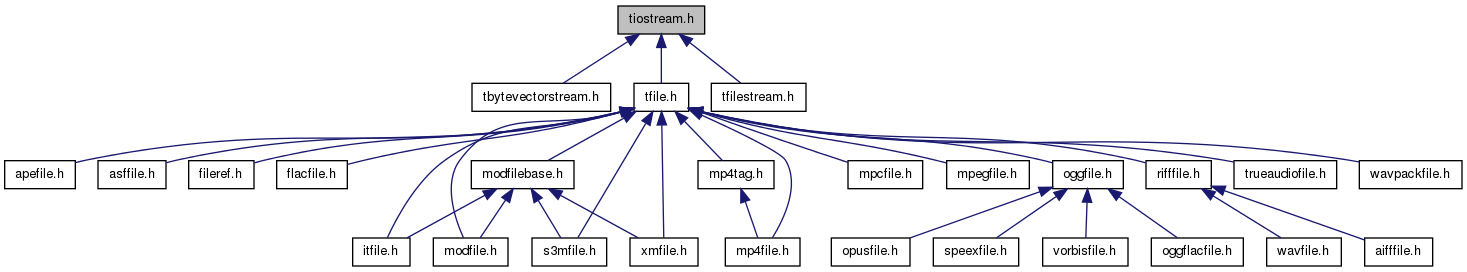 tiostream.h
tbytevectorstream.h
tfile.h
tfilestream.h
apefile.h
asffile.h
fileref.h
flacfile.h
modfilebase.h
mp4tag.h
mpcfile.h
mpegfile.h
oggfile.h
rifffile.h
trueaudiofile.h
wavpackfile.h
itfile.h
modfile.h
s3mfile.h
xmfile.h
mp4file.h
opusfile.h
speexfile.h
vorbisfile.h
oggflacfile.h
wavfile.h
aifffile.h